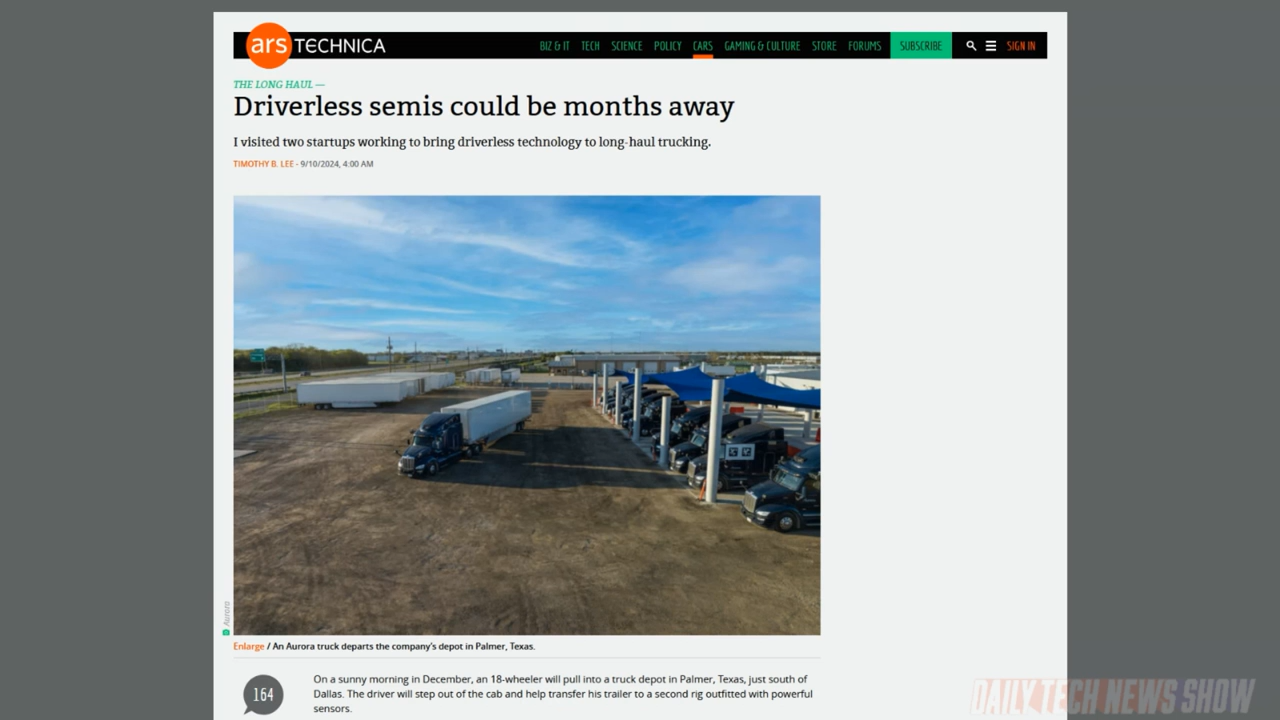 ars TECHNICA
BIZ & IT TECH SCIENCE POLICY CARS GAMING & CULTURE STORE FORUMS SUBSCRIBE SIGN IN
THE LONG HAUL —
Driverless semis could be months away
I visited two startups working to bring driverless technology to long-haul trucking.
TIMOTHY B. LEE - 9/10/2024, 4:00 AM
Aurora
Enlarge / An Aurora truck departs the company's depot in Palmer, Texas.
164
On a sunny morning in December, an 18-wheeler will pull into a truck depot in Palmer, Texas, just south of
Dallas. The driver will step out of the cab and help transfer his trailer to a second rig outfitted with powerful
sensors.
DAILY TECH NEWS SHOW